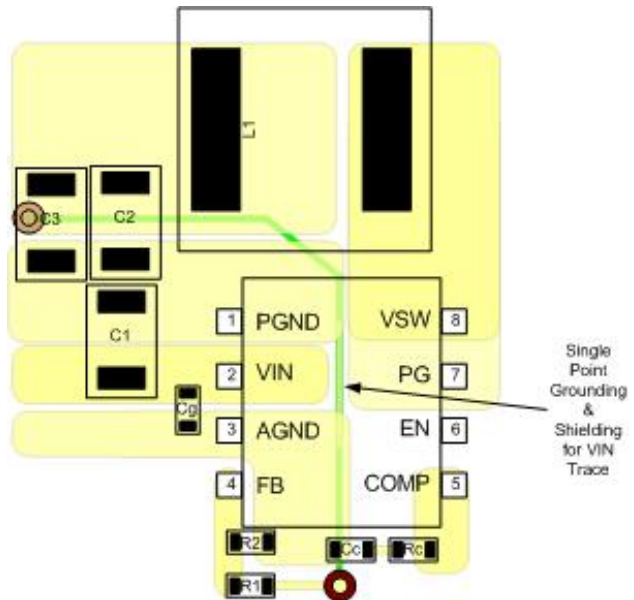 L1
C3
C2
C1
1 PGND VSW 8
2 VIN PG 7
Cg
3 AGND EN 6
4 FB COMP 5
Single
Point
Grounding
&
Shielding
for VIN
Trace
R2
Cc Rc
R1